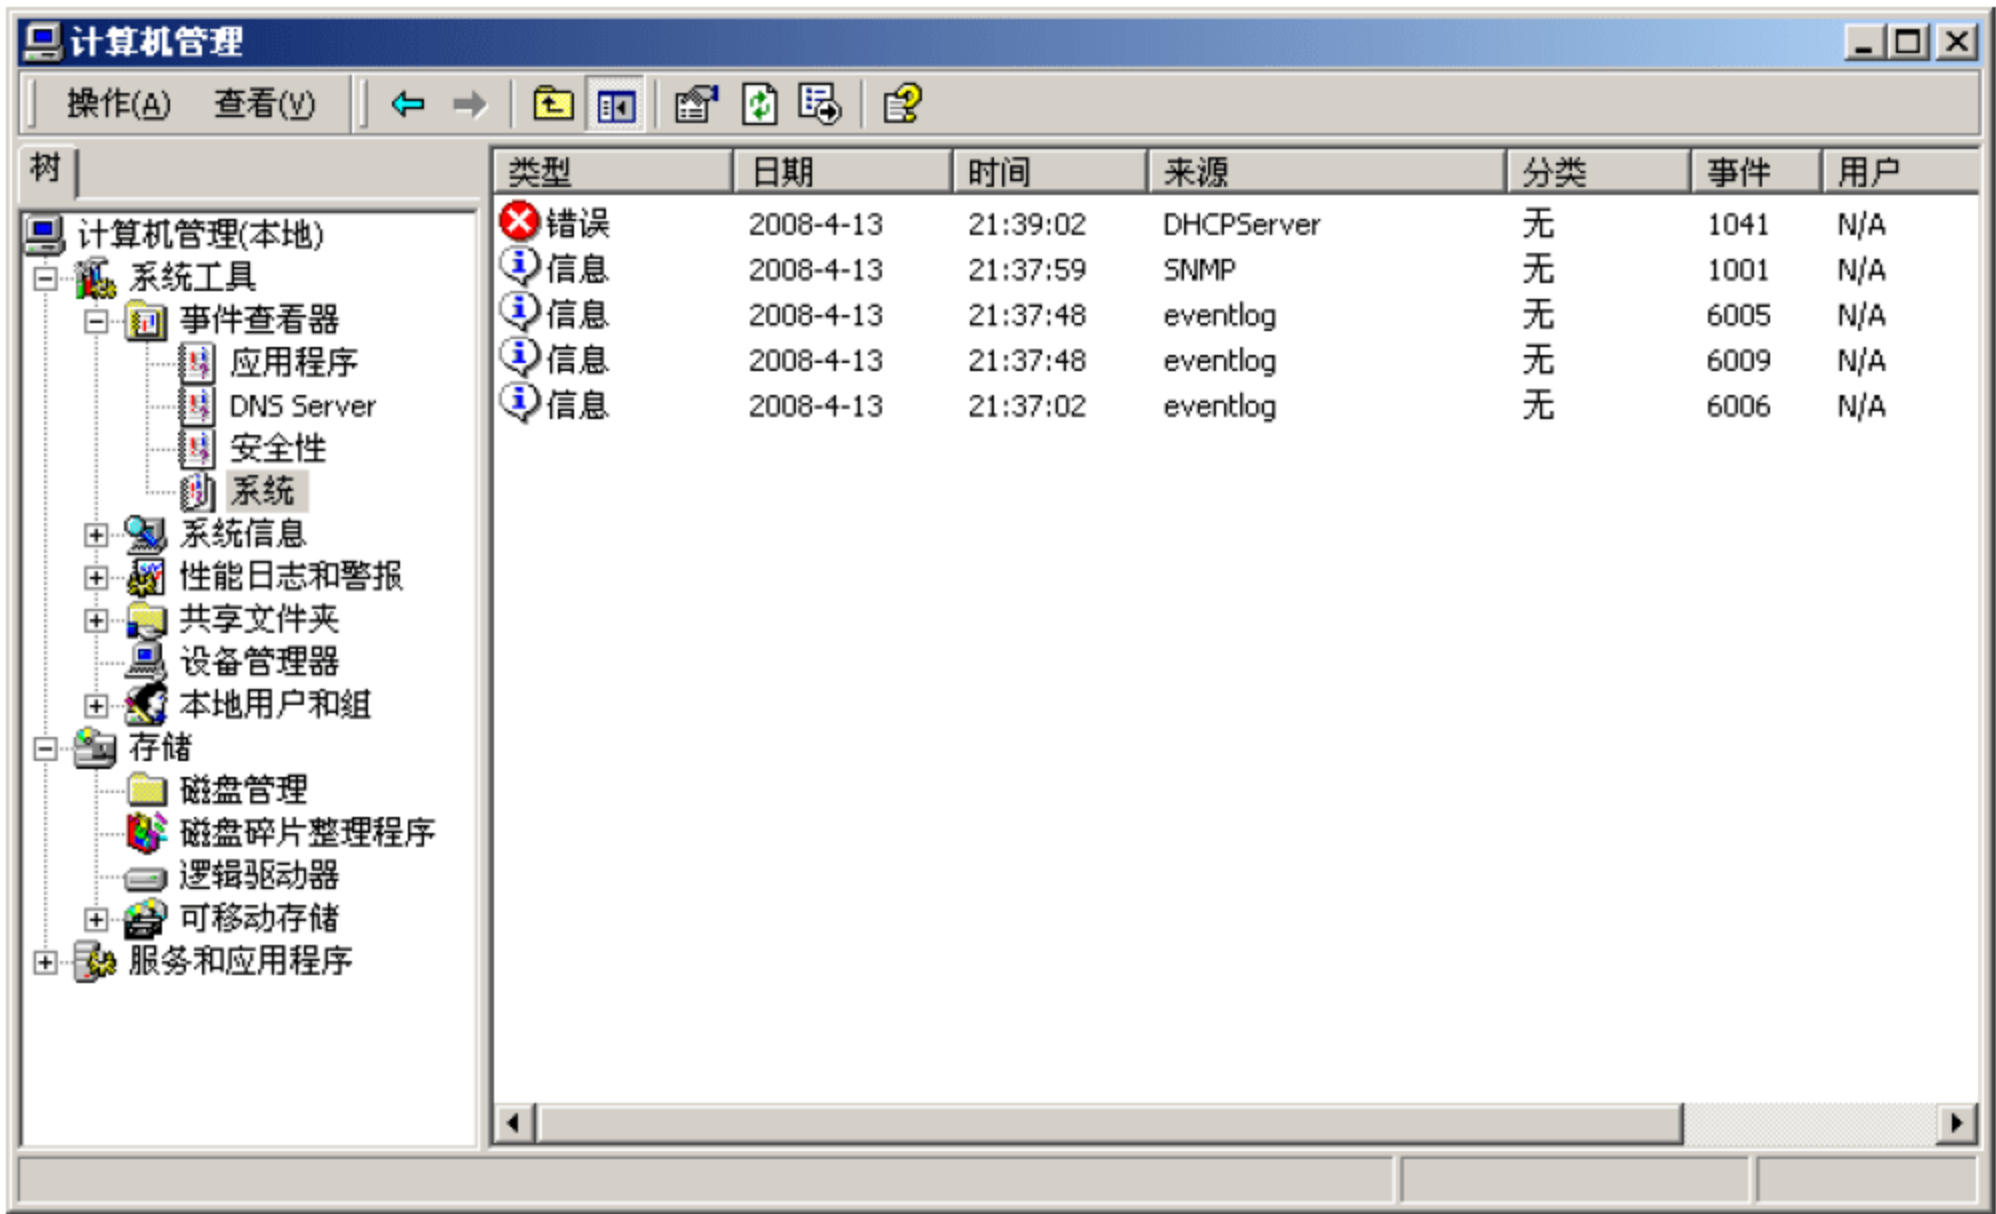 计算机管理
操作(A) 查看(V)
树
计算机管理(本地)
系统工具
事件查看器
应用程序
DNS Server
安全性
系统
系统信息
性能日志和警报
共享文件夹
设备管理器
本地用户和组
存储
磁盘管理
磁盘碎片整理程序
逻辑驱动器
可移动存储
服务和应用程序
类型 日期 时间 来源 分类 事件 用户
错误 2008-4-13 21:39:02 DHCPServer 无 1041 N/A
信息 2008-4-13 21:37:59 SNMP 无 1001 N/A
信息 2008-4-13 21:37:48 eventlog 无 6005 N/A
信息 2008-4-13 21:37:48 eventlog 无 6009 N/A
信息 2008-4-13 21:37:02 eventlog 无 6006 N/A